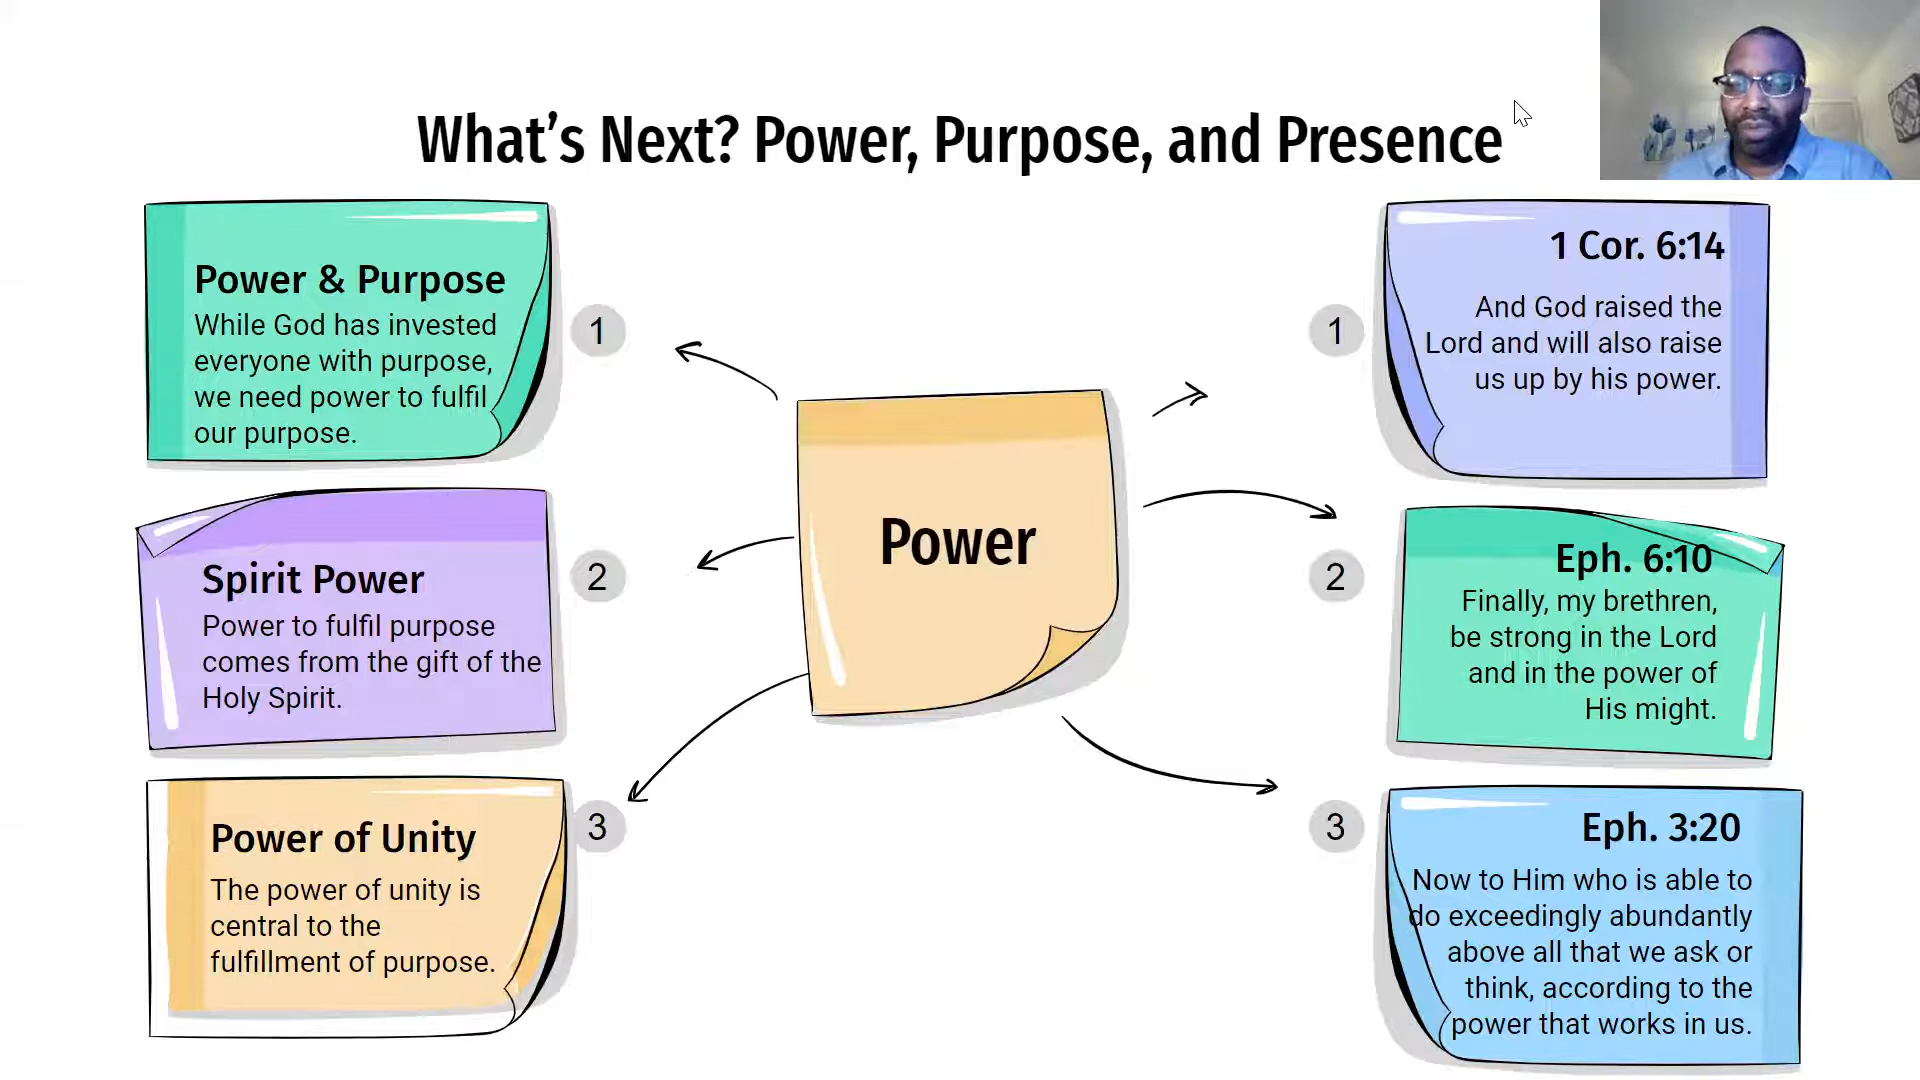 What's Next? Power, Purpose, and Presence
Power & Purpose
While God has invested
everyone with purpose,
we need power to fulfil
our purpose.
1
Spirit Power
Power to fulfil purpose
comes from the gift of the
Holy Spirit.
2
Power of Unity
The power of unity is
central to the
fulfillment of purpose.
3
Power
1
1 Cor. 6:14
And God raised the
Lord and will also raise
us up by his power.
2
Eph. 6:10
Finally, my brethren,
be strong in the Lord
and in the power of
His might.
3
Eph. 3:20
Now to Him who is able to
do exceedingly abundantly
above all that we ask or
think, according to the
power that works in us.